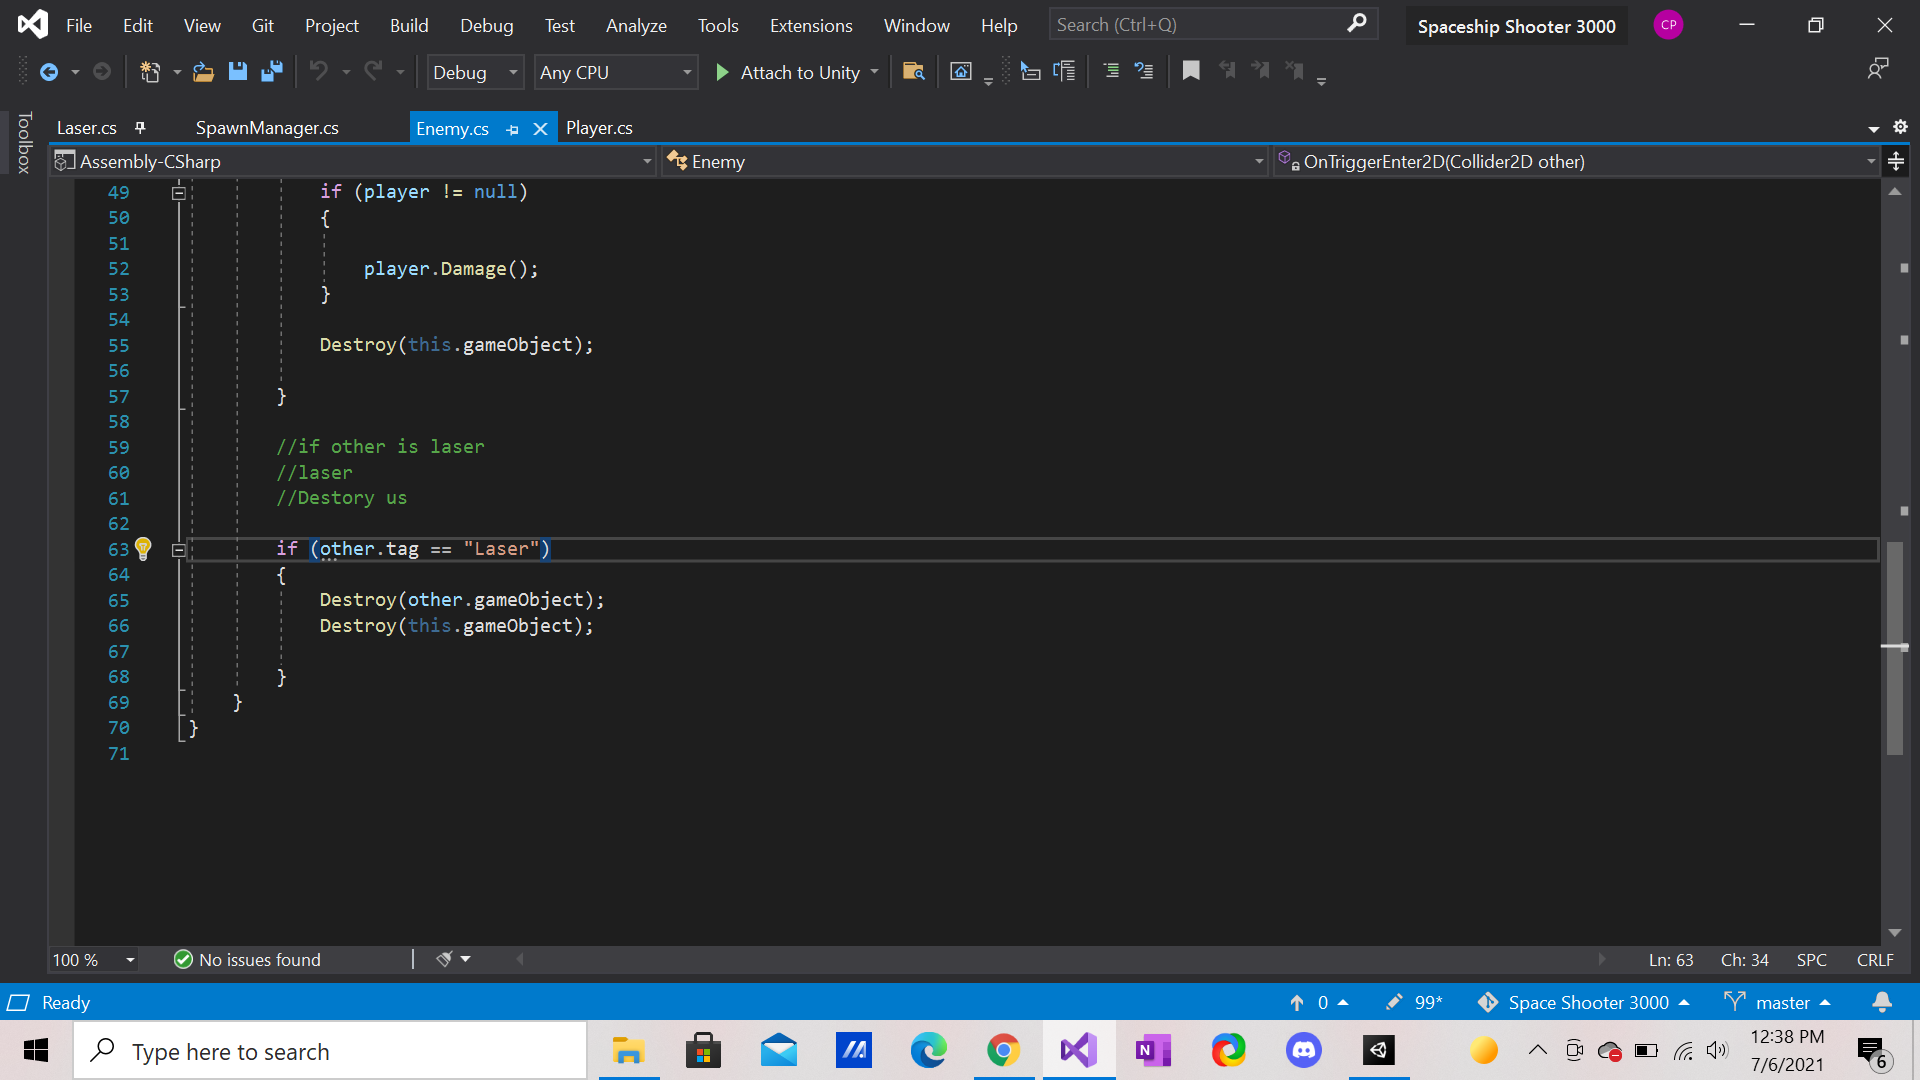 File Edit View Git Project Build Debug Test Analyze Tools Extensions Window Help Search (Ctrl+Q) Spaceship Shooter 3000 CP
Debug Any CPU Attach to Unity
Toolbox
Laser.cs SpawnManager.cs Enemy.cs Player.cs
Assembly-CSharp Enemy OnTriggerEnter2D(Collider2D other)
49 if (player != null)
50 {
51
52 player.Damage();
53 }
54
55 Destroy(this.gameObject);
56
57 }
58
59 //if other is laser
60 //laser
61 //Destory us
62
63 if (other.tag == "Laser")
64 {
65 Destroy(other.gameObject);
66 Destroy(this.gameObject);
67
68 }
69 }
70 }
71
100 % No issues found Ln: 63 Ch: 34 SPC CRLF
Ready 0 99* Space Shooter 3000 master
Type here to search N 12:38 PM
7/6/2021 6